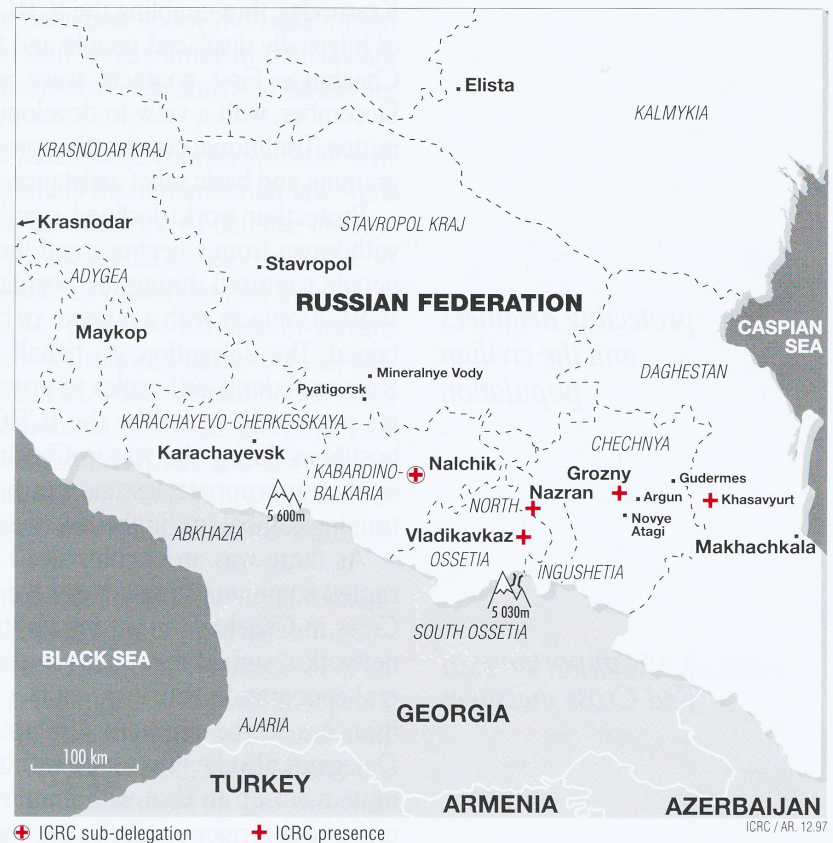 Elista
KALMYKIA
KRASNODAR KRAJ
Krasnodar
STAVROPOL KRAJ
Stavropol
ADYGEA
RUSSIAN FEDERATION
Maykop
CASPIAN
SEA
Mineralnye Vody
DAGHESTAN
Pyatigorsk
KARACHAYEVO-CHERKESSKAYA
CHECHNYA
Karachayevsk
KABARDINO-
BALKARIA
Nalchik
Grozny
Gudermes
Nazran
Argun
Khasavyurt
5 600m
NORTH
Novye
Atagi
ABKHAZIA
Vladikavkaz
Makhachkala
OSSETIA
INGUSHETIA
5 030m
SOUTH OSSETIA
BLACK SEA
GEORGIA
AJARIA
100 km
TURKEY
ARMENIA
AZERBAIJAN
ICRC / AR. 12.97
ICRC sub-delegation
ICRC presence